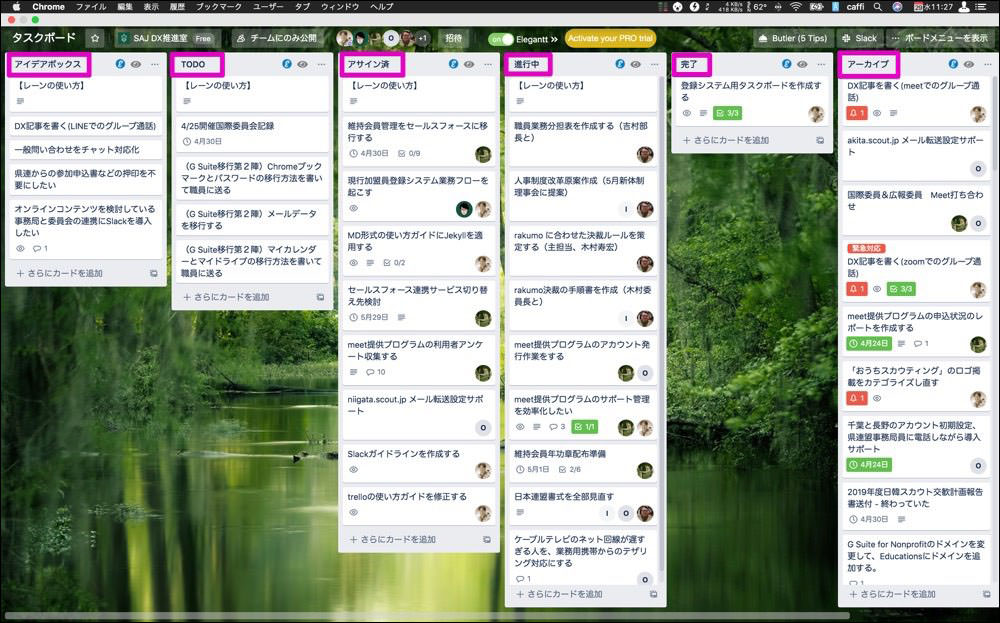 Chrome ファイル 編集 表示 履歴 ブックマーク ユーザー タブ ウィンドウ ヘルプ
4 KB/s
418 KB/s
62°
caffi
水11:27
タスクボード
SAJ DX推進室 Free
チームにのみ公開
O
+1
招待
on
Elegantt
Activate your PRO trial
Butler (5 Tips)
Slack
ボードメニューを表示
アイデアボックス
【レーンの使い方】
DX記事を書く(LINEでのグループ通話)
一般問い合わせをチャット対応化
県連からの参加申込書などの押印を不
要にしたい
オンラインコンテンツを検討している
事務局と委員会の連携にSlackを導入
したい
1
+ さらにカードを追加
TODO
【レーンの使い方】
4/25開催国際委員会記録
4月30日
（G Suite移行第２陣）Chromeブック
マークとパスワードの移行方法を書い
て職員に送る
（G Suite移行第２陣）メールデータ
を移行する
（G Suite移行第２陣）マイカレンダ
ーとマイドライブの移行方法を書いて
職員に送る
+ さらにカードを追加
アサイン済
【レーンの使い方】
維持会員管理をセールスフォースに移
行する
4月30日 0/9
現行加盟員登録システム業務フローを
起こす
MD形式の使い方ガイドにJekyllを適
用する
0/2
セールスフォース連携サービス切り替
え先検討
5月29日
meet提供プログラムの利用者アンケ
ート収集する
10
niigata.scout.jp メール転送設定サポ
ート
O
Slackガイドラインを作成する
trelloの使い方ガイドを修正する
+ さらにカードを追加
進行中
【レーンの使い方】
職員業務分担表を作成する（吉村部
長と）
人事制度改革原案作成（5月新体制
理事会に提案）
I
rakumo に合わせた決裁ルールを策
定する（主担当、木村寿宏）
rakumo決裁の手順書を作る（木村委
員長と）
I
meet提供プログラムのアカウント発
行作業をする
O
meet提供プログラムのサポート管理
を効率化したい
3 1/1
維持会員年功章配布準備
5月1日 2/6
日本連盟書式を全部見直す
I O
ケーブルテレビのネット回線が遅す
ぎる人を、業務用携帯からのテザリ
ング対応にする
1
O
+ さらにカードを追加
完了
登録システム用タスクボードを作成す
る
3/3
+ さらにカードを追加
アーカイブ
DX記事を書く(meetでのグループ通
話)
1
akita.scout.jp メール転送設定サポー
ト
O
国際委員＆広報委員　Meet打ち合わ
せ
O
緊急対応
DX記事を書く(zoomでのグループ通
話)
1 3/3
meet提供プログラムの申込状況のレ
ポートを作成する
4月24日 1
「おうちスカウティング」のロゴ掲
載をカテゴライズし直す
1
千葉と長野のアカウント初期設定、
県連盟事務局員に電話しながら導入
サポート
4月24日
O
2019年度日韓スカウト交歓計画報告
書送付 - 終わっていた
4月30日
G Suite for Nonprofitのドメインを変
更して、Educationsにドメインを追
加する。
1
+ さらにカードを追加